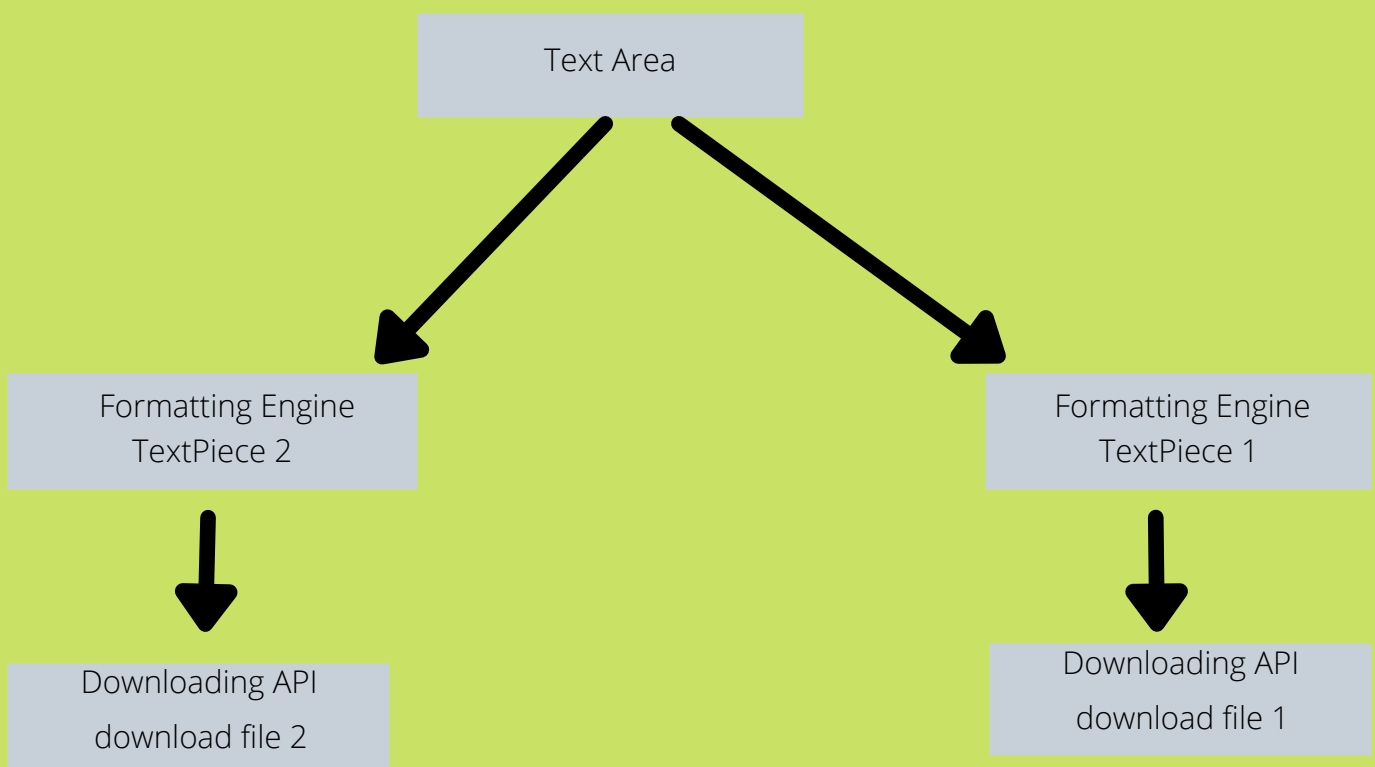 Text Area
Formatting Engine
TextPiece 2
Formatting Engine
TextPiece 1
Downloading API
download file 2
Downloading API
download file 1